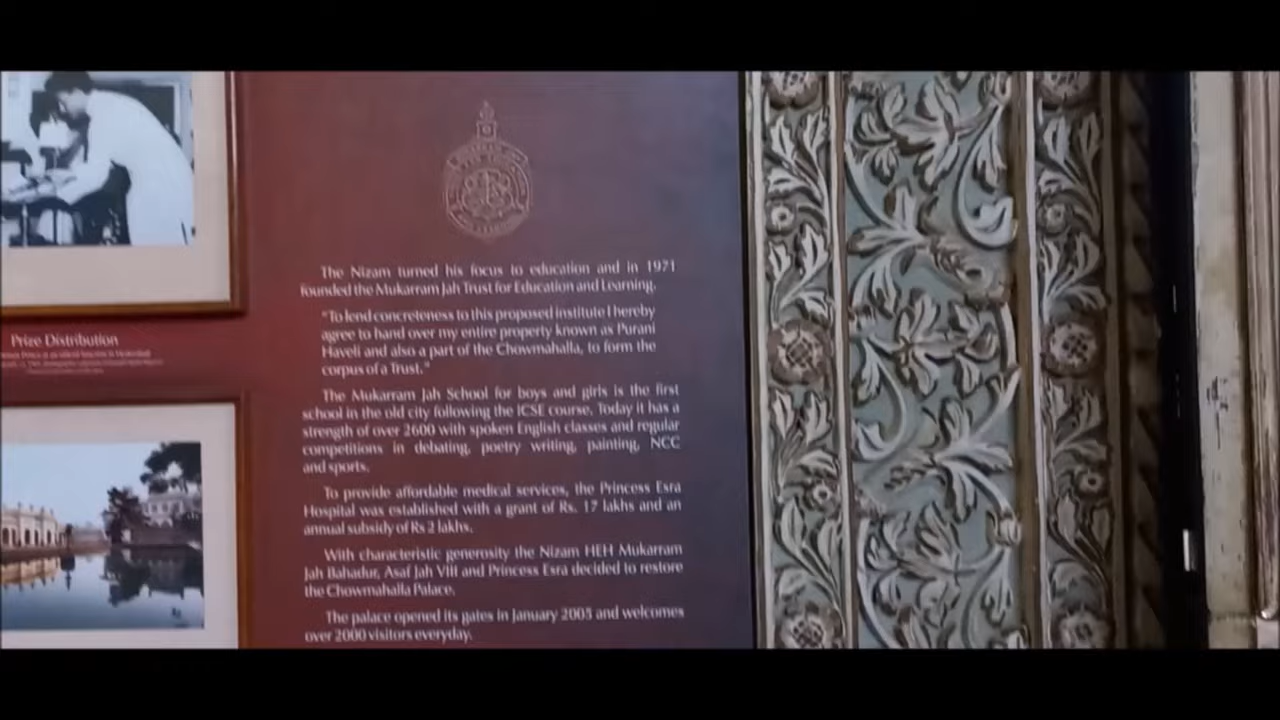 The Nizam turned his focus to education and in 1971
founded the Mukarram Jah Trust for Education and Learning.
"To lend concreteness to this proposed institute I hereby
agree to hand over my entire property known as Purani
Haveli and also a part of the Chowmahalla, to form the
corpus of a Trust."
The Mukarram Jah School for boys and girls is the first
school in the old city following the ICSE course. Today it has a
strength of over 2600 with spoken English classes and regular
competitions in debating, poetry writing, painting, NCC
and sports.
To provide affordable medical services, the Princess Esra
Hospital was established with a grant of Rs. 17 lakhs and an
annual subsidy of Rs 2 lakhs.
With characteristic generosity the Nizam HEH Mukarram
Jah Bahadur, Asaf Jah VIII and Princess Esra decided to restore
the Chowmahalla Palace.
The palace opened its gates in January 2005 and welcomes
over 2000 visitors everyday.
Prize Distribution